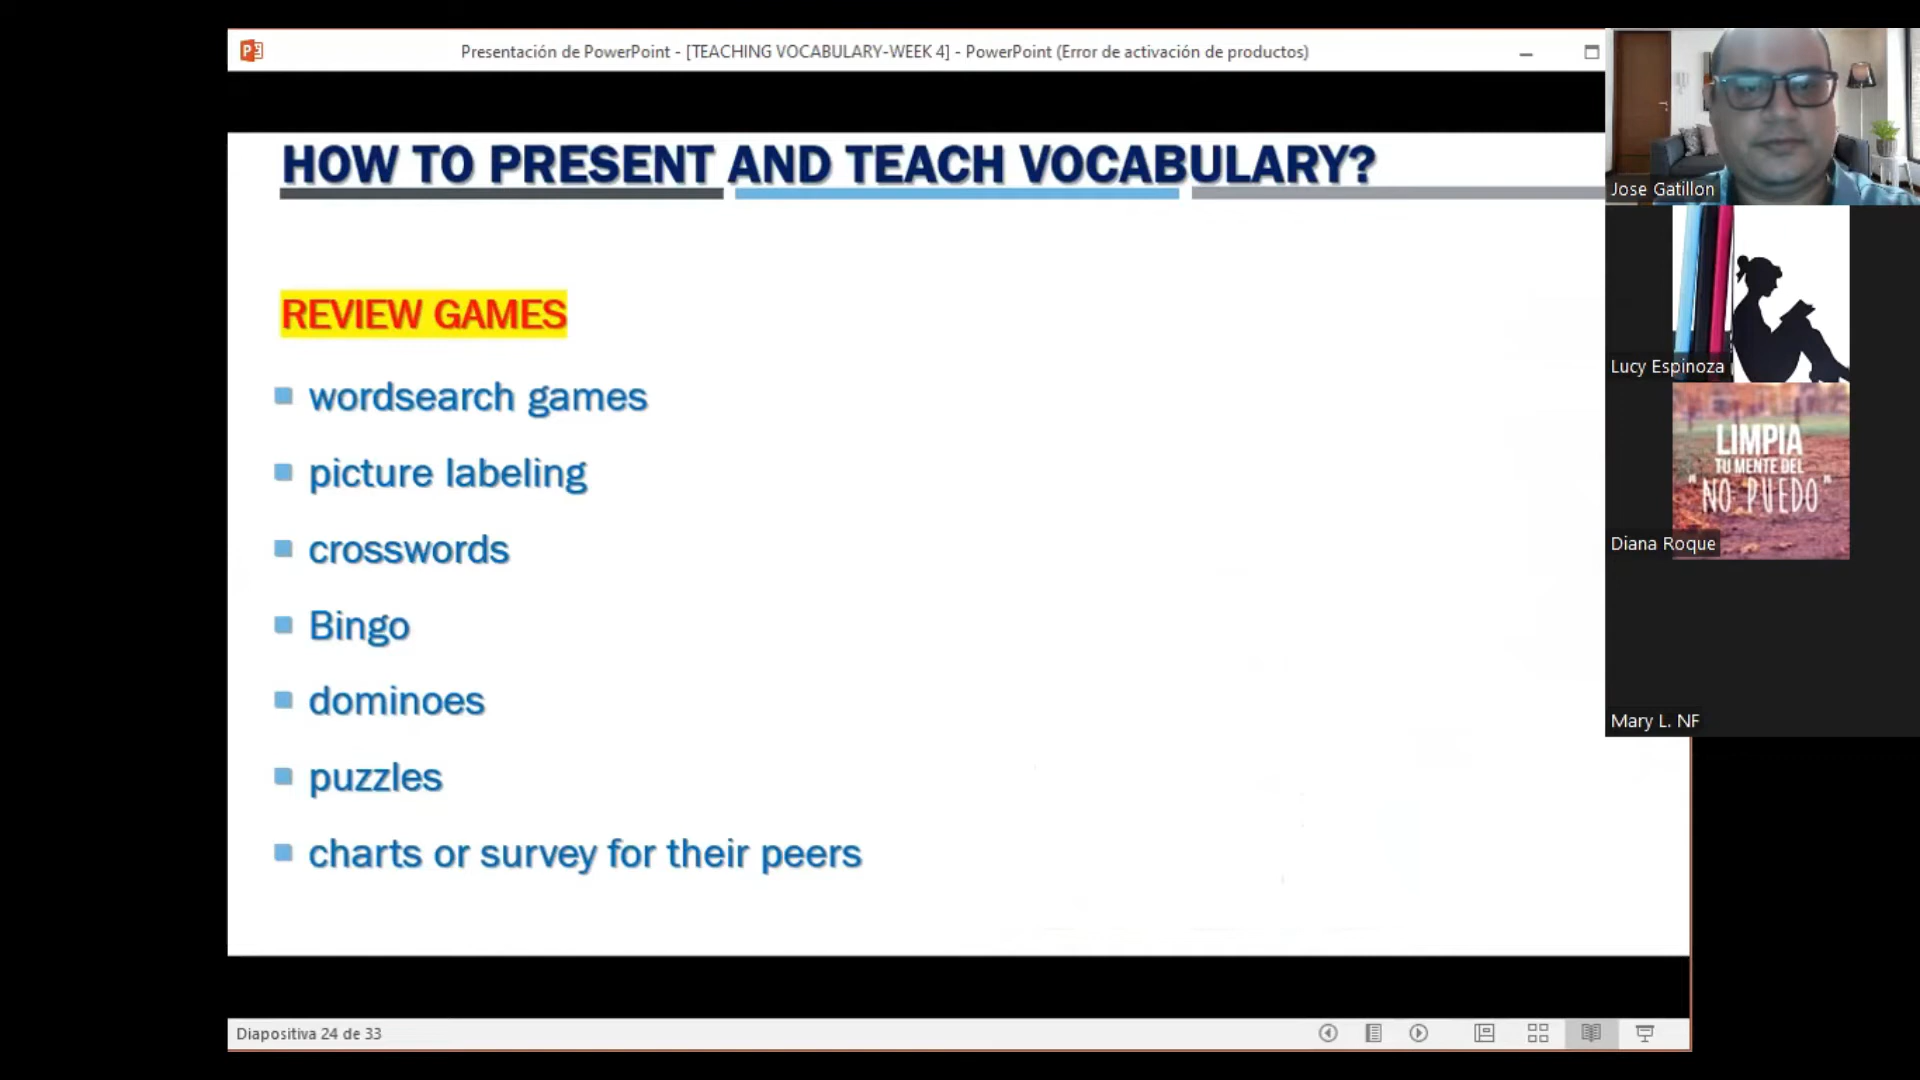 Presentación de PowerPoint - [TEACHING VOCABULARY-WEEK 4] - PowerPoint (Error de activación de productos)
HOW TO PRESENT AND TEACH VOCABULARY?
REVIEW GAMES
wordsearch games
picture labeling
crosswords
Bingo
dominoes
puzzles
charts or survey for their peers
Diapositiva 24 de 33
Jose Gatillon
Lucy Espinoza
LIMPIA
TU MENTE DEL
"NO PUEDO"
Diana Roque
Mary L. NF